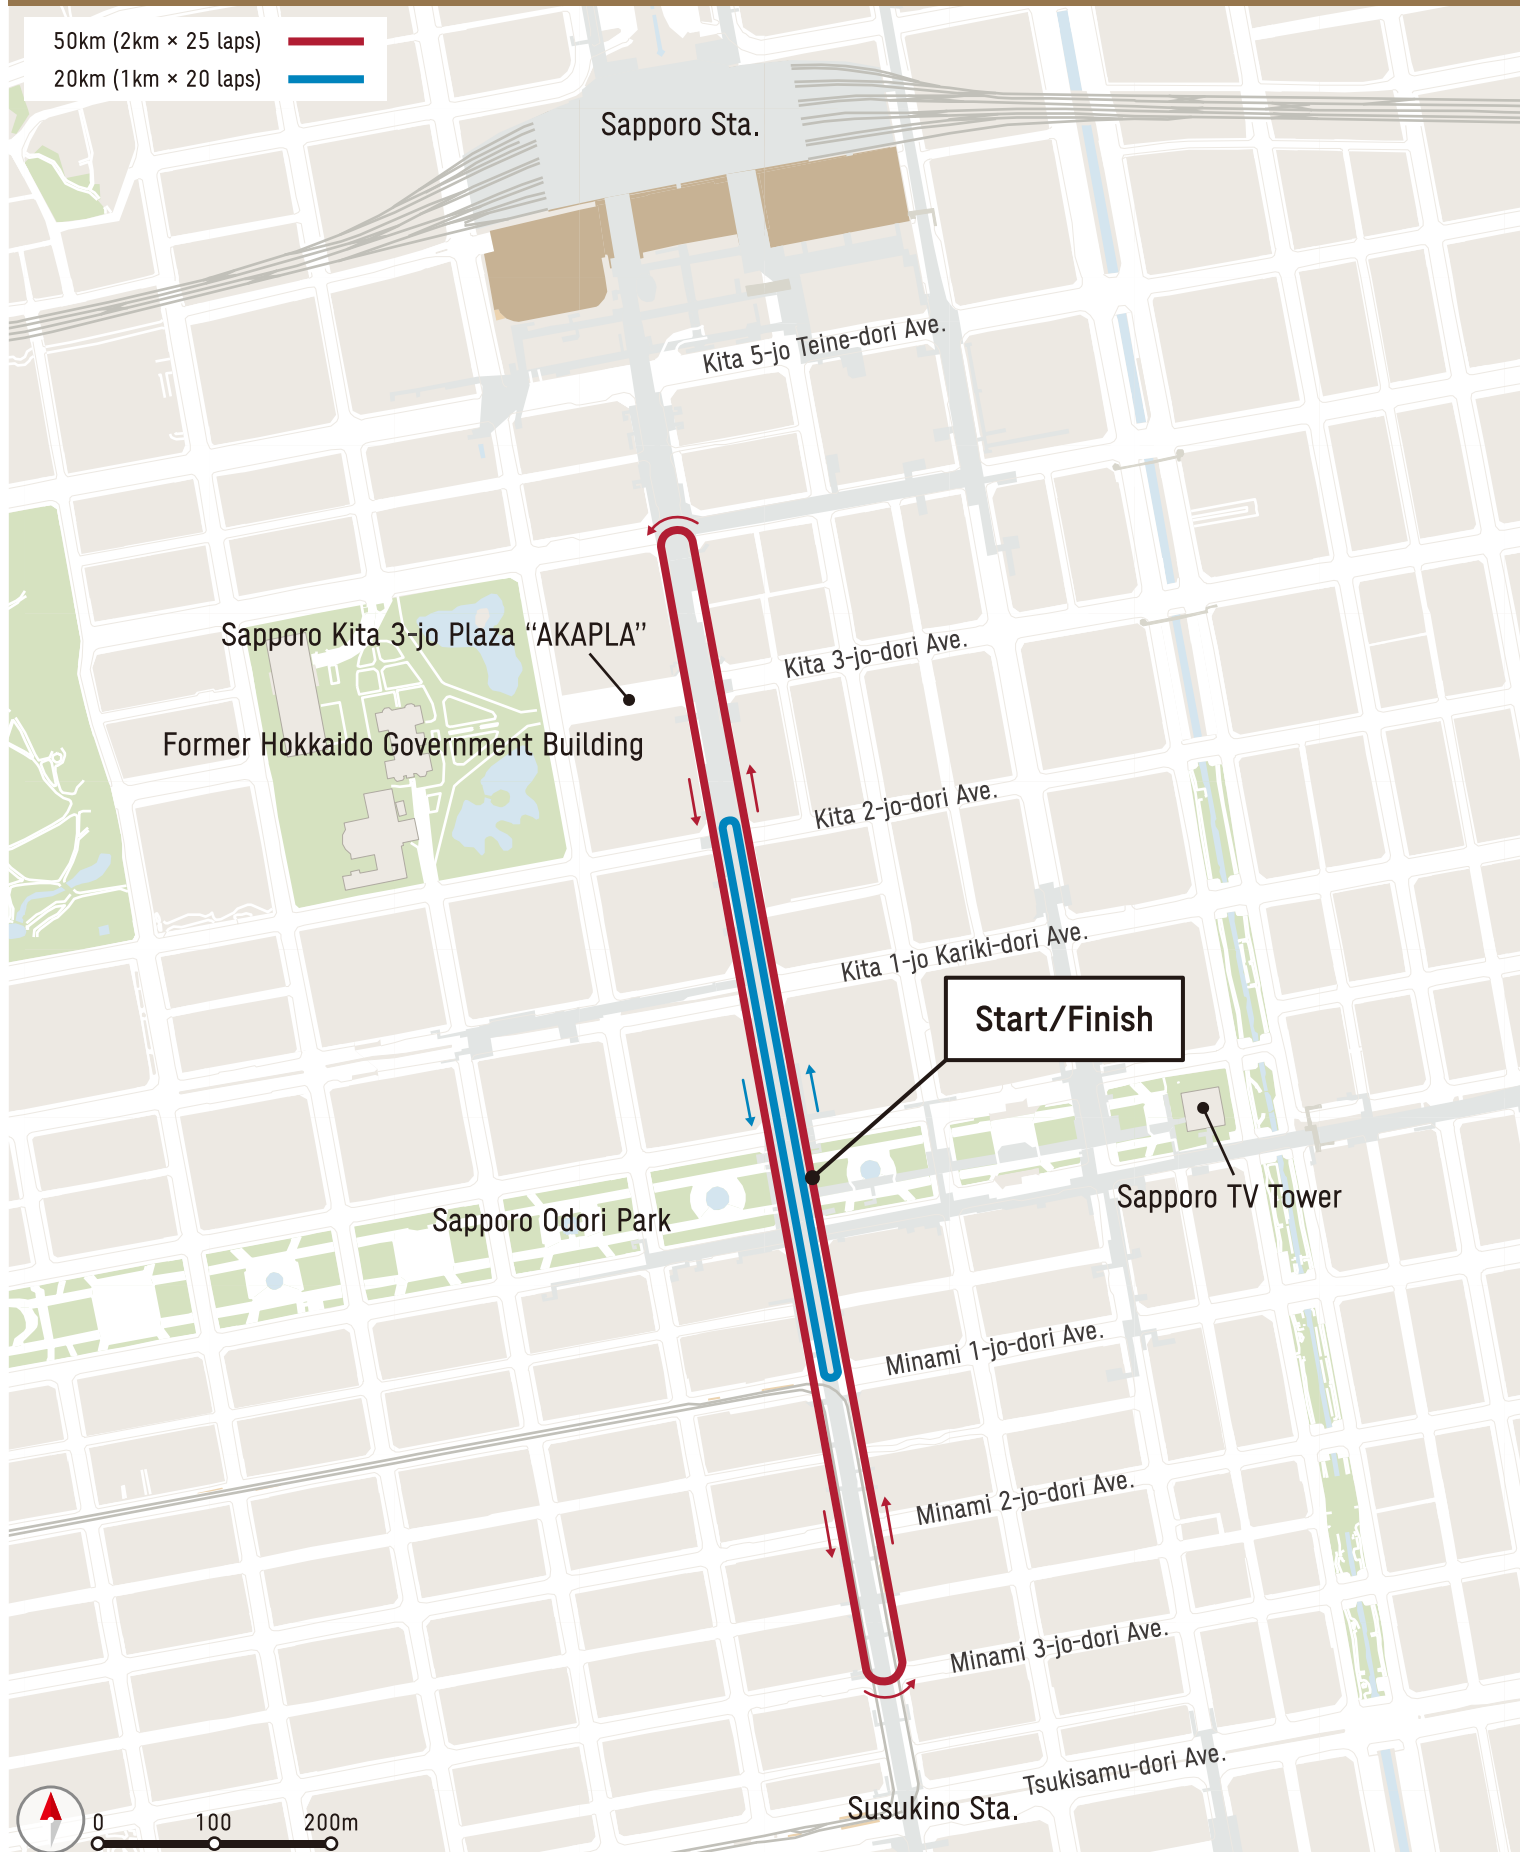 50km (2km × 25 laps)
20km (1km × 20 laps)
Sapporo Sta.
Kita 5-jo Teine-dori Ave.
Sapporo Kita 3-jo Plaza “AKAPLA”
Kita 3-jo-dori Ave.
Former Hokkaido Government Building
Kita 2-jo-dori Ave.
Kita 1-jo Kariki-dori Ave.
Start/Finish
Sapporo TV Tower
Sapporo Odori Park
Minami 1-jo-dori Ave.
Minami 2-jo-dori Ave.
Minami 3-jo-dori Ave.
Tsukisamu-dori Ave.
Susukino Sta.
0 100 200m